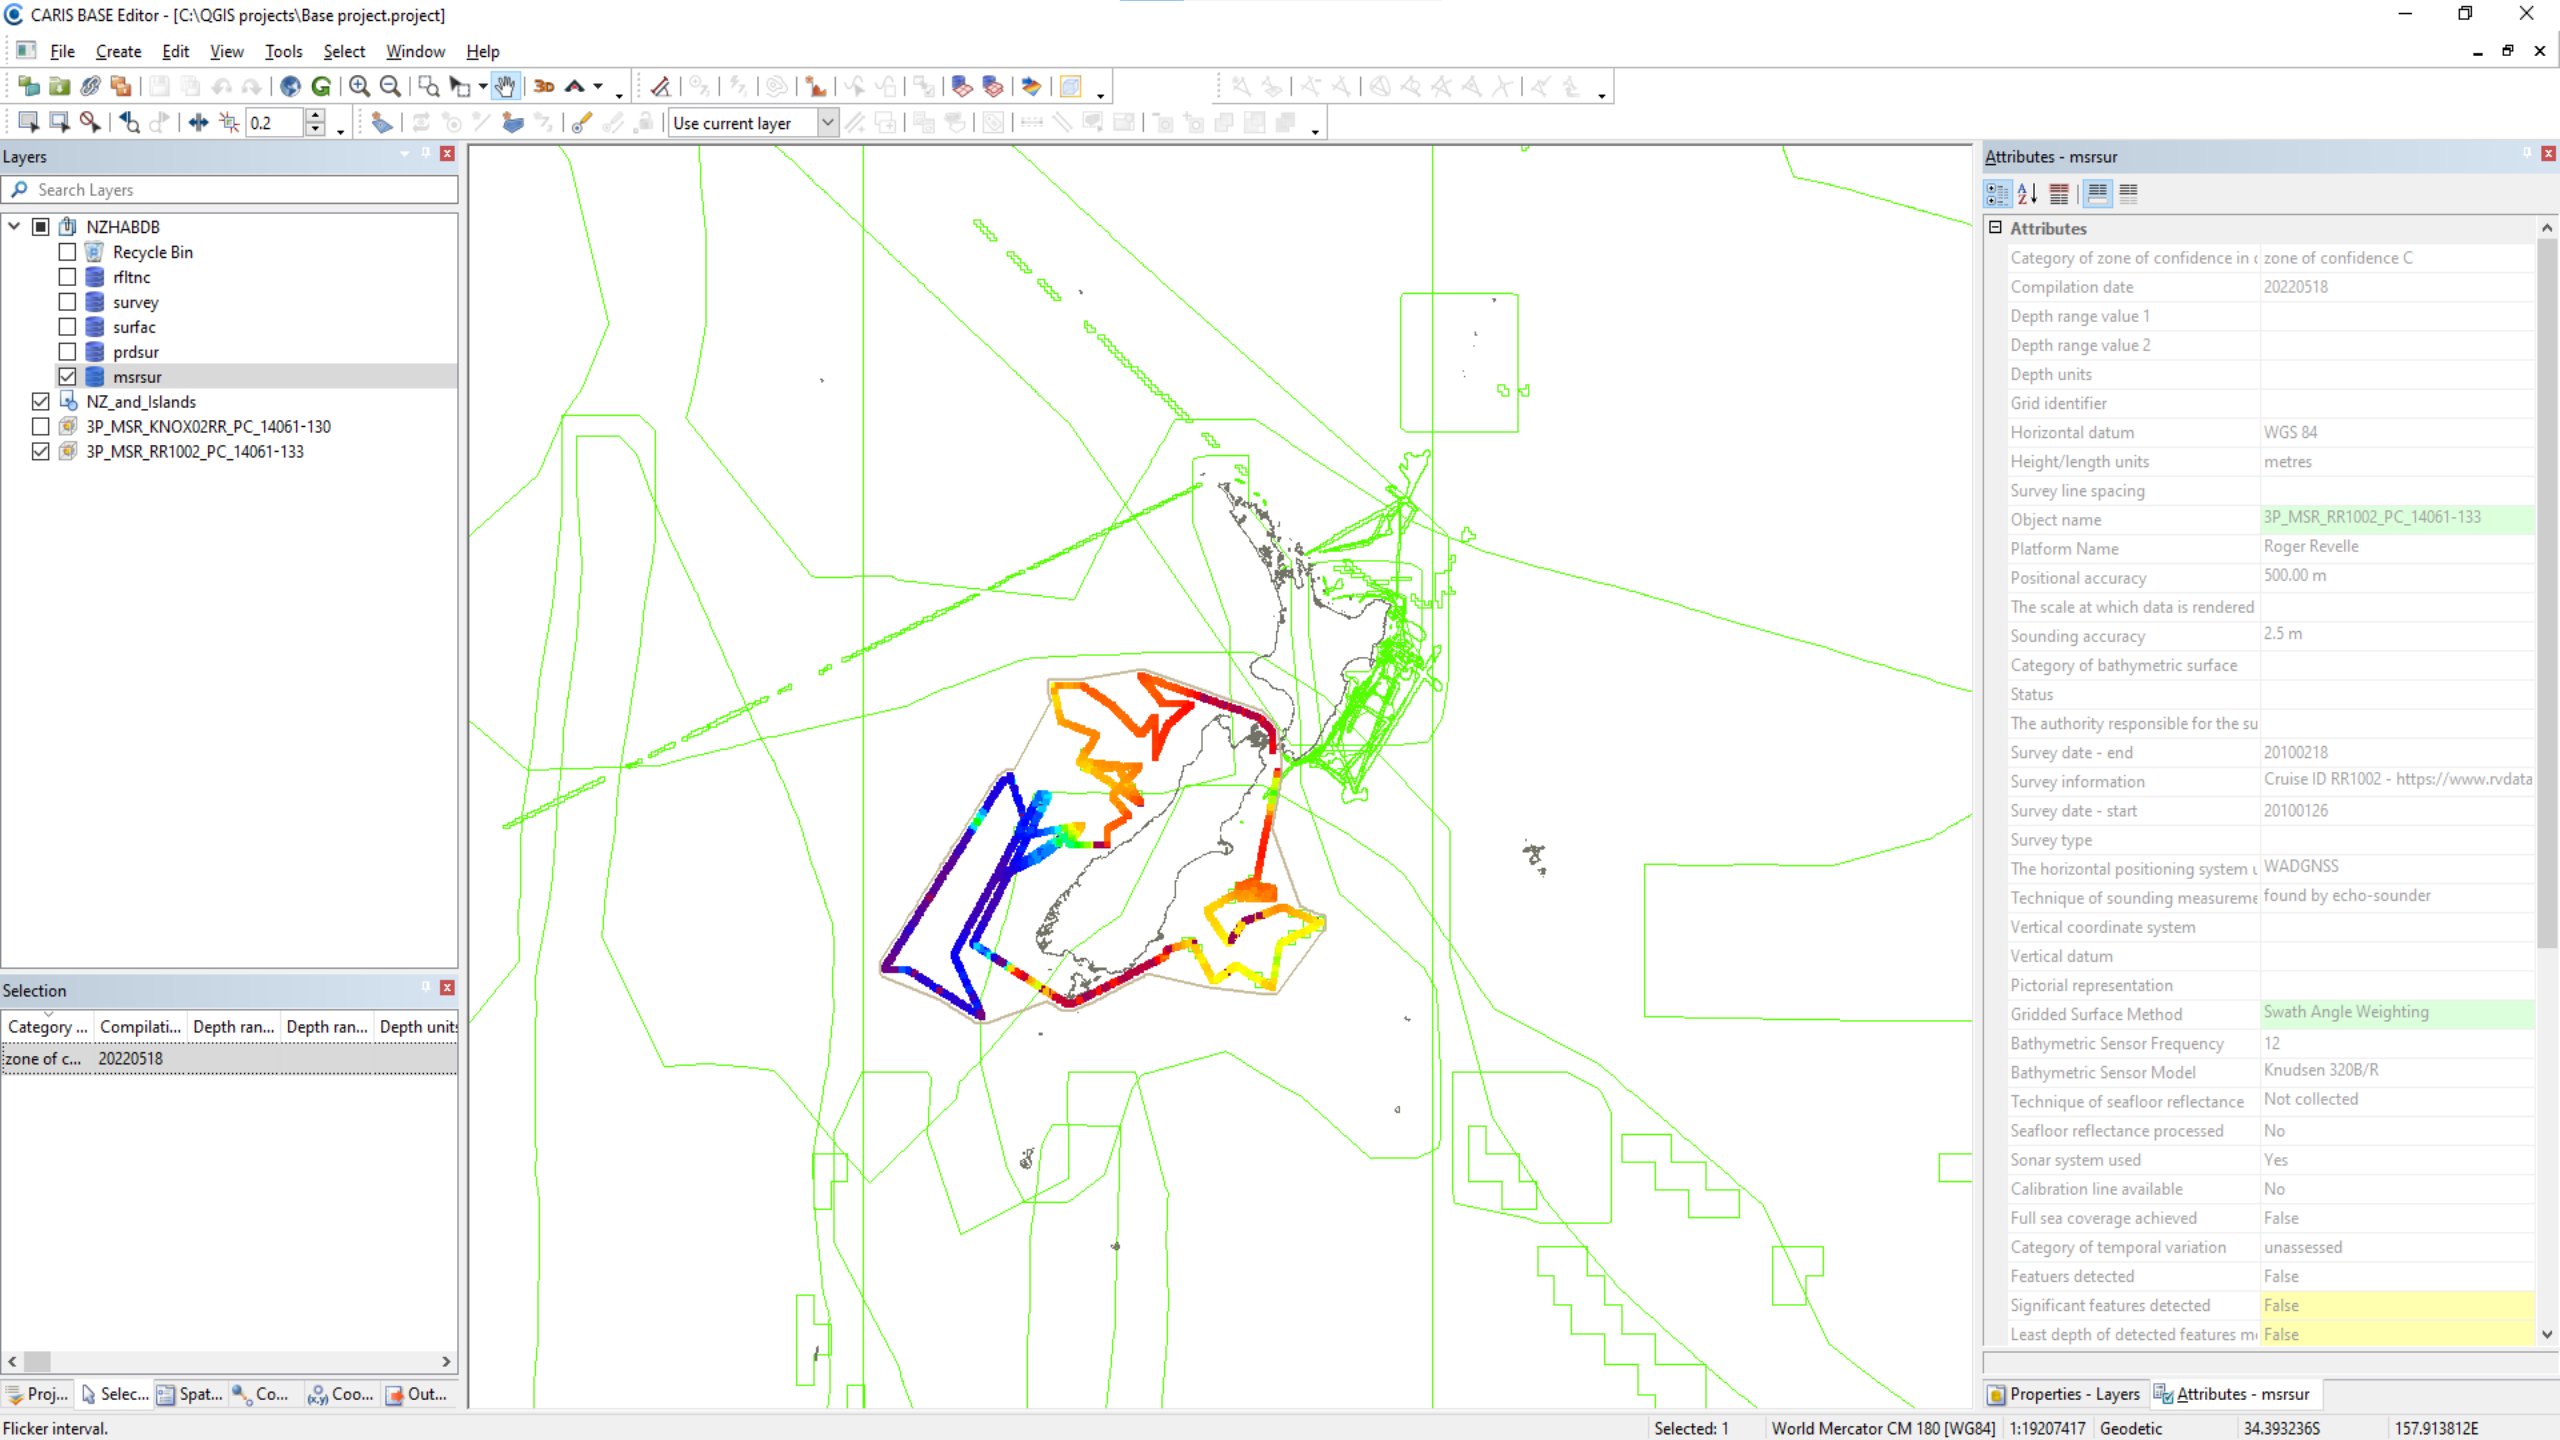 CARIS BASE Editor - [C:\QGIS projects\Base project.project]
File Create Edit View Tools Select Window Help
3D
0.2 Use current layer
Layers
Search Layers
NZHABDB
Recycle Bin
rfltnc
survey
surfac
prdsur
msrsur
NZ_and_Islands
3P_MSR_KNOX02RR_PC_14061-130
3P_MSR_RR1002_PC_14061-133
Selection
Category ... Compilati... Depth ran... Depth ran... Depth units
zone of c... 20220518
Proj... Selec... Spat... Co... Coo... Out...
Attributes - msrsur
Attributes
Category of zone of confidence in zone of confidence C
Compilation date 20220518
Depth range value 1
Depth range value 2
Depth units
Grid identifier
Horizontal datum WGS 84
Height/length units metres
Survey line spacing
Object name 3P_MSR_RR1002_PC_14061-133
Platform Name Roger Revelle
Positional accuracy 500.00 m
The scale at which data is rendered
Sounding accuracy 2.5 m
Category of bathymetric surface
Status
The authority responsible for the su
Survey date - end 20100218
Survey information Cruise ID RR1002 - https://www.rvdata
Survey date - start 20100126
Survey type
The horizontal positioning system WADGNSS
Technique of sounding measureme found by echo-sounder
Vertical coordinate system
Vertical datum
Pictorial representation
Gridded Surface Method Swath Angle Weighting
Bathymetric Sensor Frequency 12
Bathymetric Sensor Model Knudsen 320B/R
Technique of seafloor reflectance Not collected
Seafloor reflectance processed No
Sonar system used Yes
Calibration line available No
Full sea coverage achieved False
Category of temporal variation unassessed
Featuers detected False
Significant features detected False
Least depth of detected features m False
Properties - Layers Attributes - msrsur
Flicker interval. Selected: 1 World Mercator CM 180 [WG84] 1:19207417 Geodetic 34.393236S 157.913812E